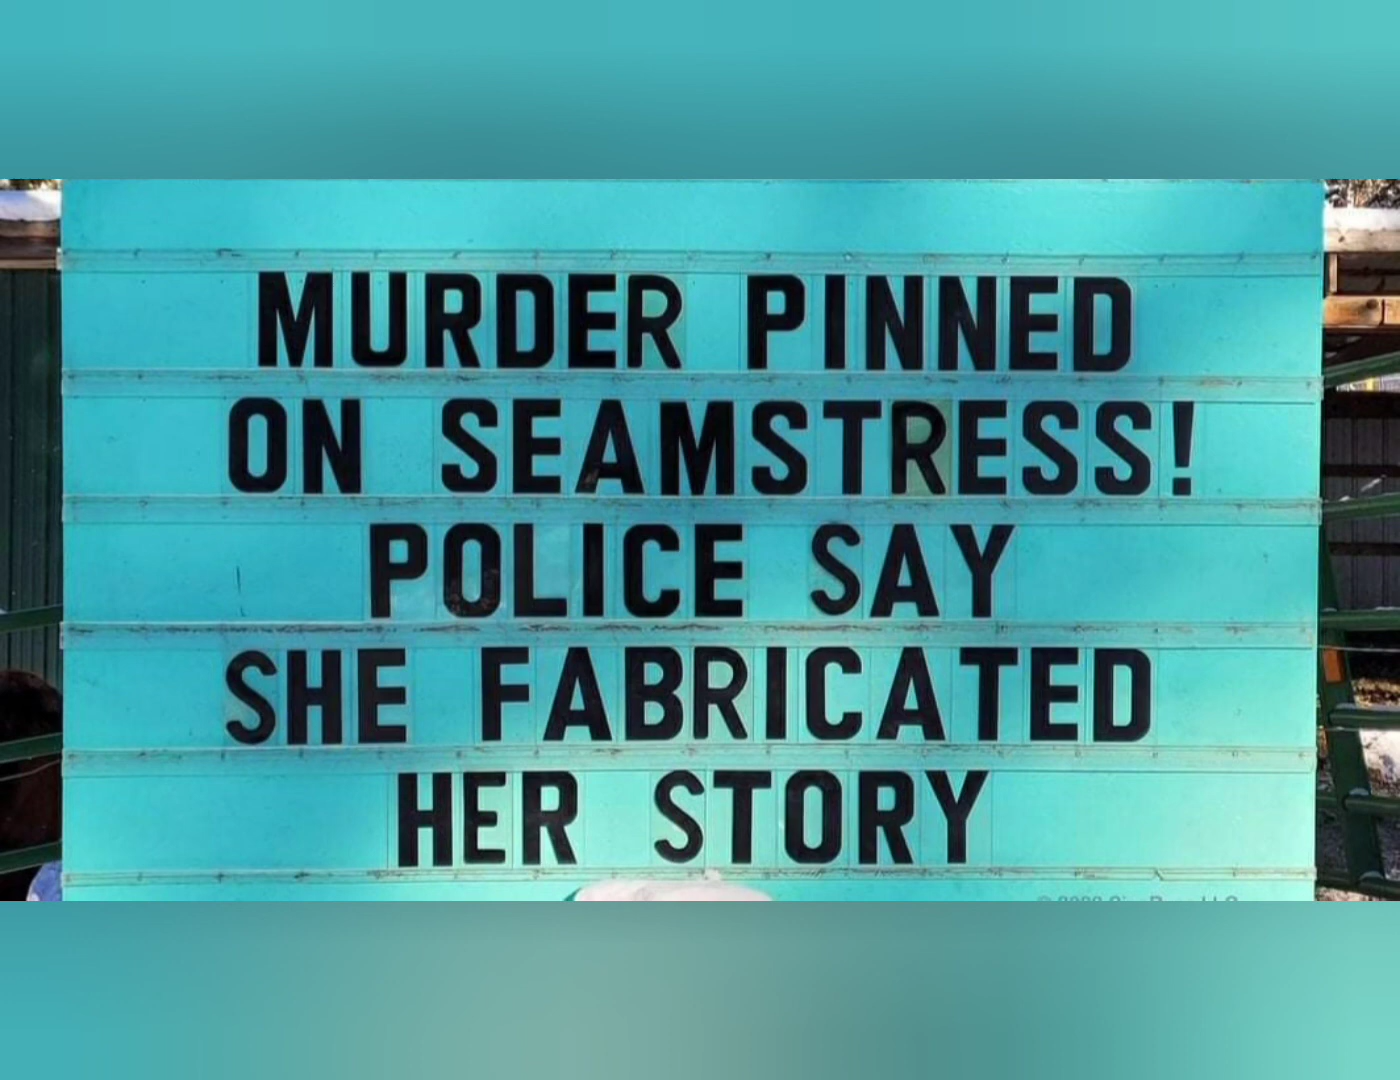 MURDER PINNED
ON SEAMSTRESS!
POLICE SAY
SHE FABRICATED
HER STORY